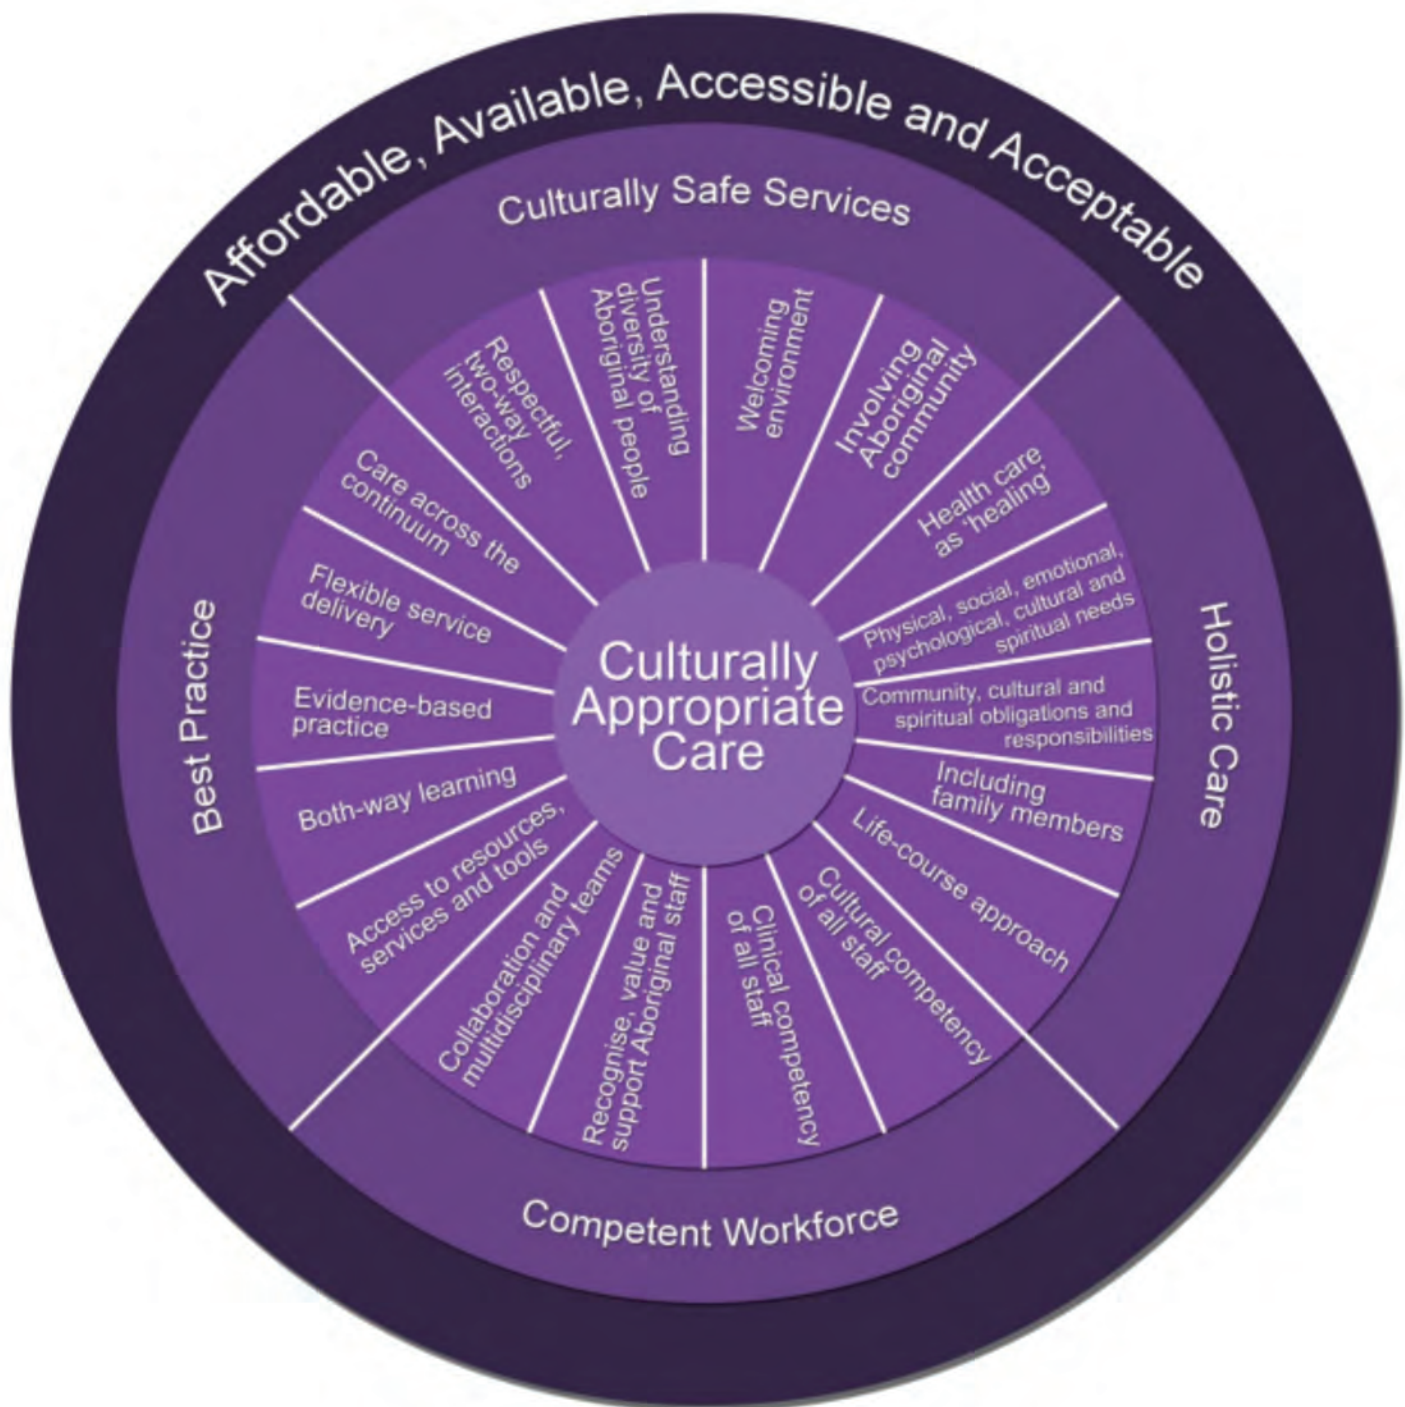 Affordable, Available, Accessible and Acceptable
Culturally Safe Services
Respectful,
two-way
interactions
Understanding
diversity of
Aboriginal people
Welcoming
environment
Involving
Aboriginal
community
Holistic Care
Health care
as 'healing'
Physical, social, emotional,
psychological, cultural and
spiritual needs
Community, cultural and
spiritual obligations and
responsibilities
Including
family members
Life-course approach
Competent Workforce
Cultural competency
of all staff
Clinical competency
of all staff
Recognise, value and
support Aboriginal staff
Collaboration and
multidisciplinary teams
Best Practice
Access to resources,
services and tools
Both-way learning
Evidence-based
practice
Flexible service
delivery
Care across the
continuum
Culturally
Appropriate
Care